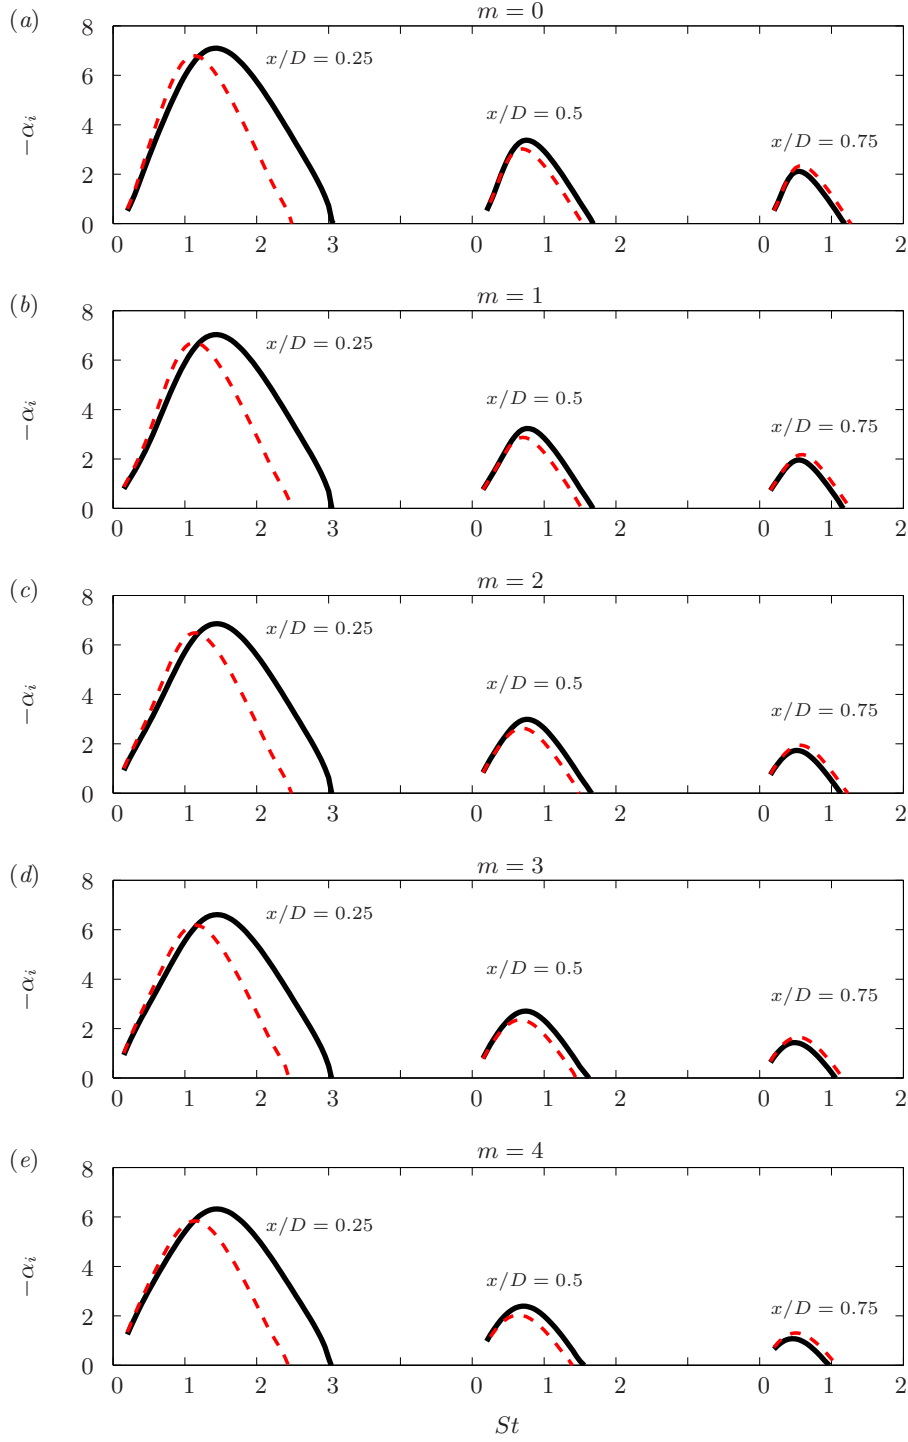 (a)
m = 0
8
6
4
2
0
−α_i
x/D = 0.25
x/D = 0.5
x/D = 0.75
0 1 2 3 0 1 2 0 1 2
(b)
m = 1
8
6
4
2
0
−α_i
x/D = 0.25
x/D = 0.5
x/D = 0.75
0 1 2 3 0 1 2 0 1 2
(c)
m = 2
8
6
4
2
0
−α_i
x/D = 0.25
x/D = 0.5
x/D = 0.75
0 1 2 3 0 1 2 0 1 2
(d)
m = 3
8
6
4
2
0
−α_i
x/D = 0.25
x/D = 0.5
x/D = 0.75
0 1 2 3 0 1 2 0 1 2
(e)
m = 4
8
6
4
2
0
−α_i
x/D = 0.25
x/D = 0.5
x/D = 0.75
0 1 2 3 0 1 2 0 1 2
St